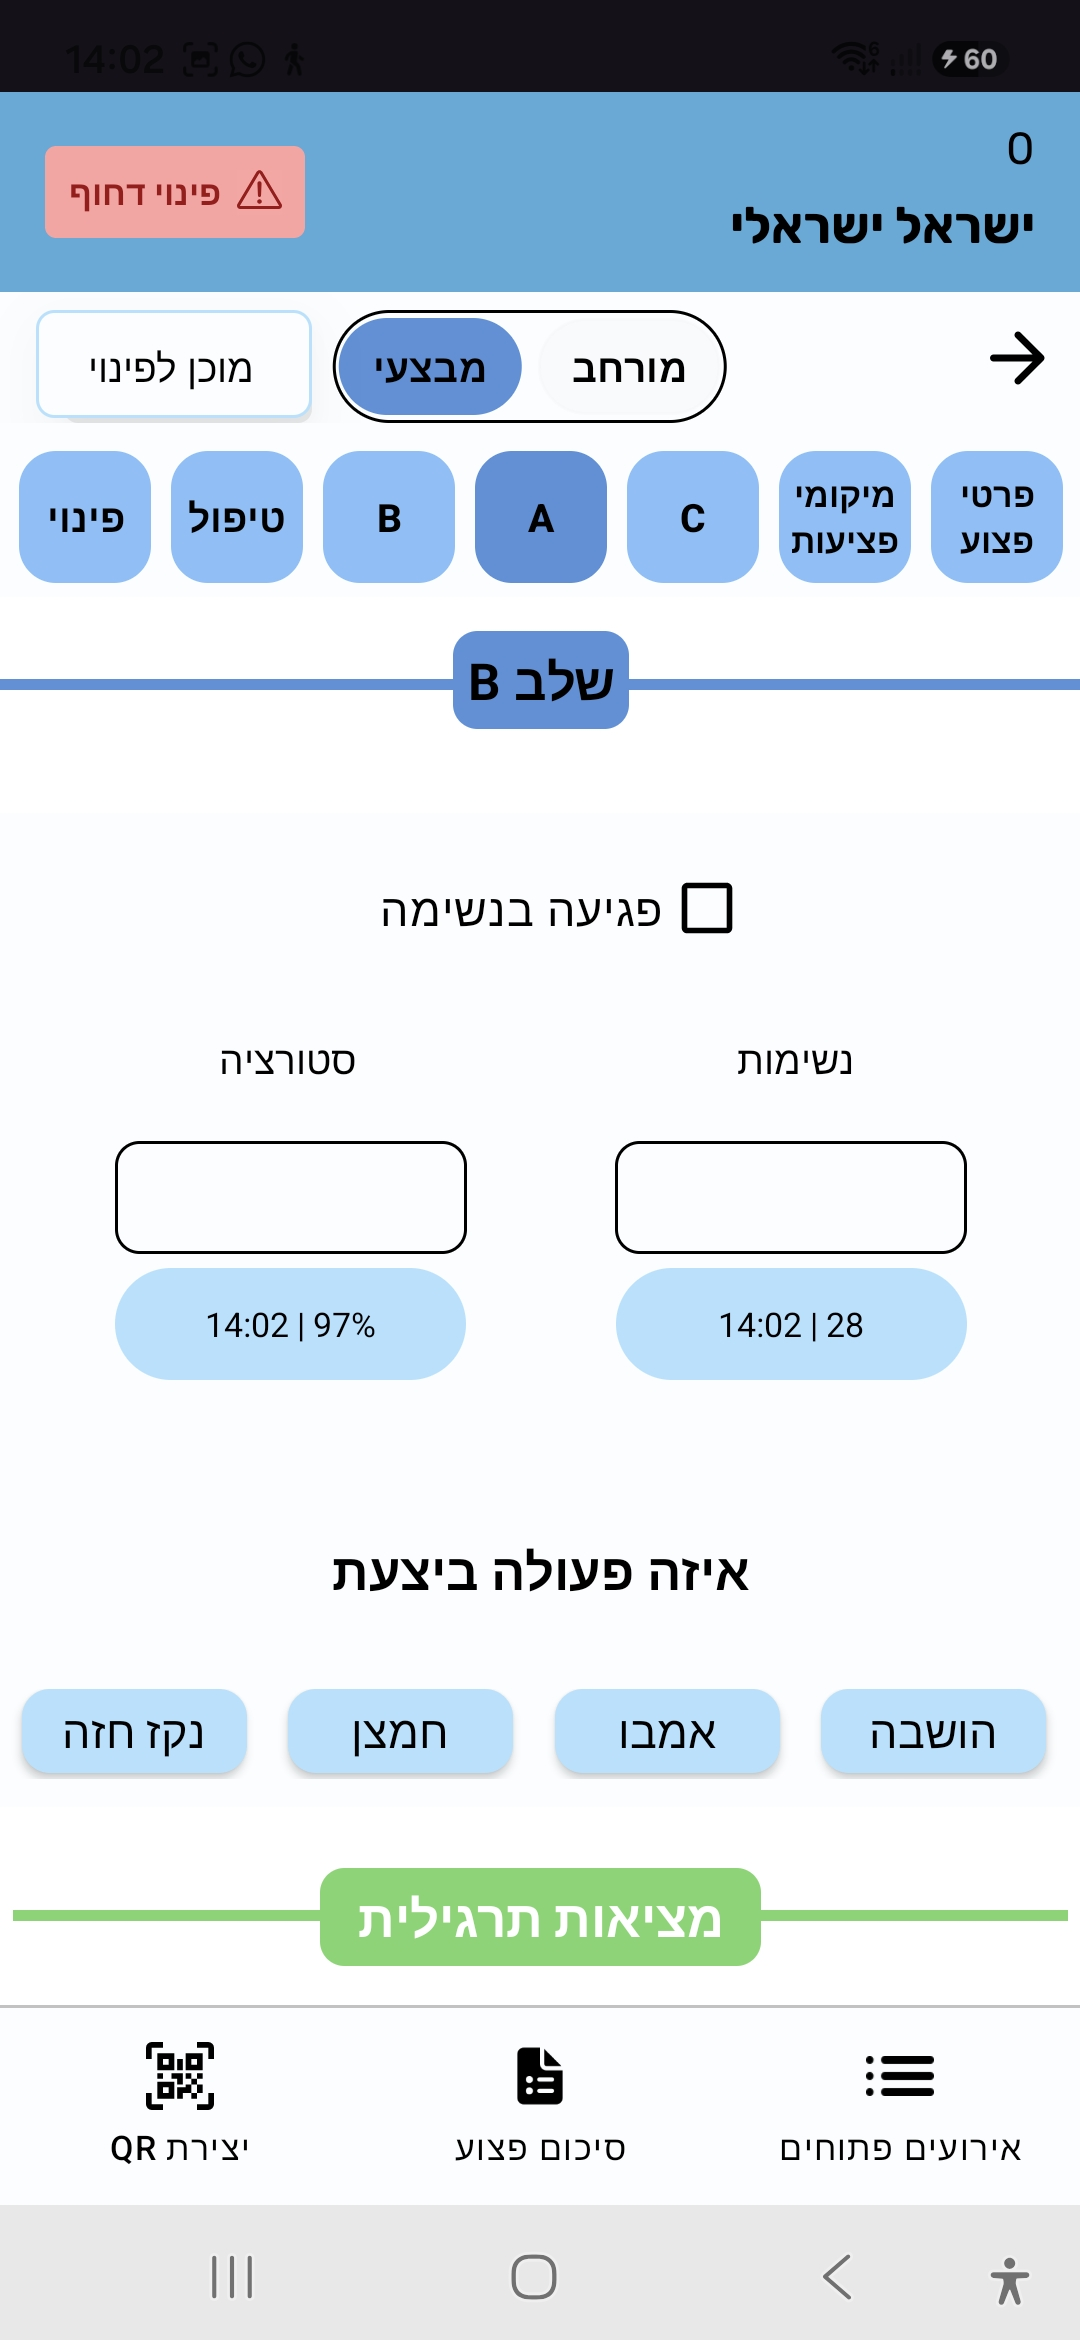 14:02
6
60
0
ישראל ישראלי
פינוי דחוף
מורחב
מבצעי
מוכן לפינוי
פרטי פצוע
מיקומי פציעות
C
A
B
טיפול
פינוי
שלב B
פגיעה בנשימה
נשימות
סטורציה
14:02 | 28
14:02 | 97%
איזה פעולה ביצעת
הושבה
אמבו
חמצן
נקז חזה
מציאות תרגילית
אירועים פתוחים
סיכום פצוע
יצירת QR